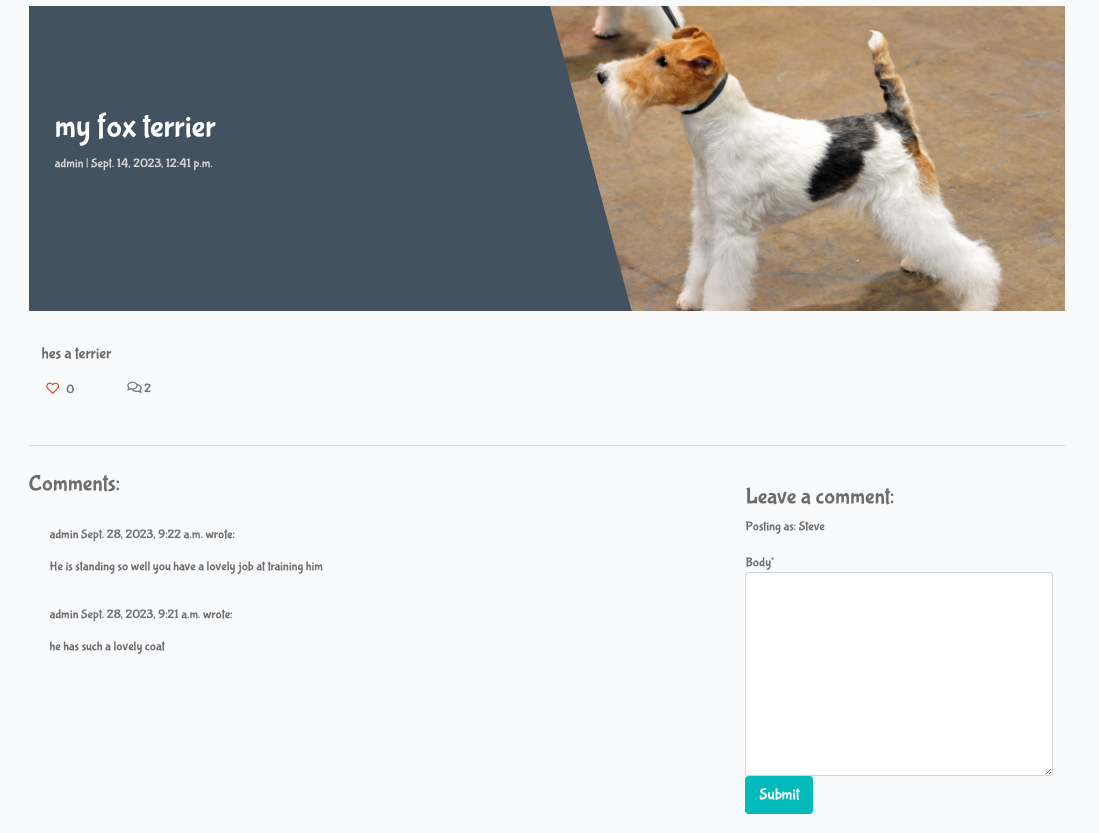 my fox terrier
admin | Sept. 14, 2023, 12:41 p.m.
hes a terrier
0 2
Comments:
admin Sept. 28, 2023, 9:22 a.m. wrote:
He is standing so well you have a lovely job at training him
admin Sept. 28, 2023, 9:21 a.m. wrote:
he has such a lovely coat
Leave a comment:
Posting as: Steve
Body*
Submit